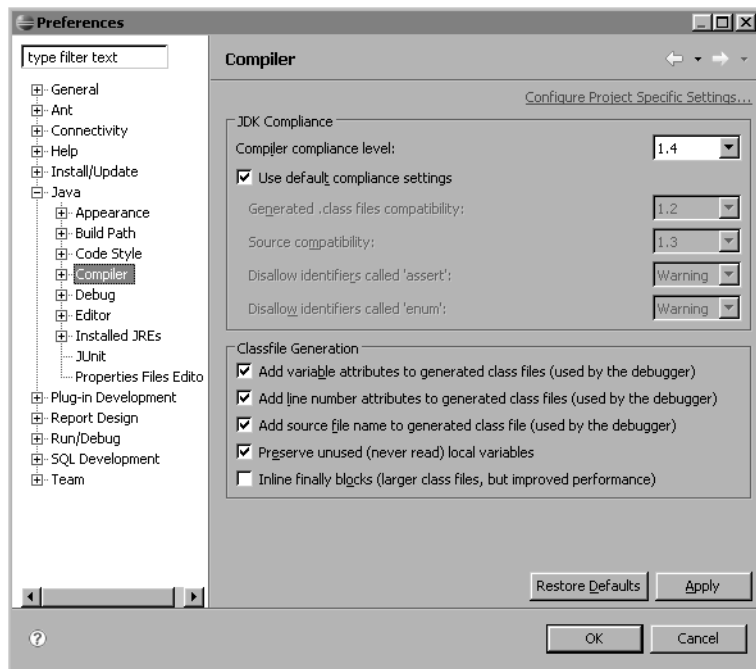 Preferences
type filter text
General
Ant
Connectivity
Help
Install/Update
Java
Appearance
Build Path
Code Style
Compiler
Debug
Editor
Installed JREs
JUnit
Properties Files Edito
Plug-in Development
Report Design
Run/Debug
SQL Development
Team
Compiler
Configure Project Specific Settings...
JDK Compliance
Compiler compliance level: 1.4
Use default compliance settings
Generated .class files compatibility: 1.2
Source compatibility: 1.3
Disallow identifiers called 'assert': Warning
Disallow identifiers called 'enum': Warning
Classfile Generation
Add variable attributes to generated class files (used by the debugger)
Add line number attributes to generated class files (used by the debugger)
Add source file name to generated class file (used by the debugger)
Preserve unused (never read) local variables
Inline finally blocks (larger class files, but improved performance)
Restore Defaults Apply
? OK Cancel